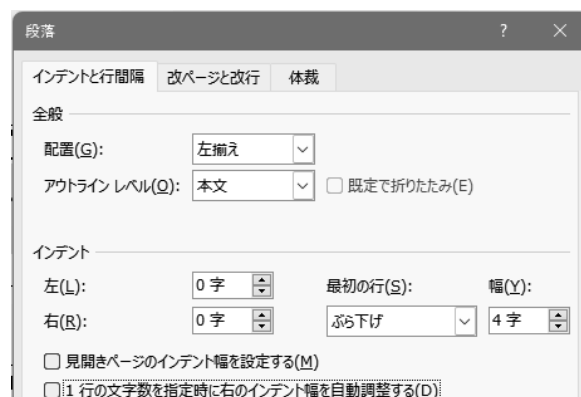 段落 ? ×
インデントと行間隔 改ページと改行 体裁
全般
配置(G): 左揃え
アウトライン レベル(O): 本文 既定で折りたたみ(E)
インデント
左(L): 0 字 最初の行(S): 幅(Y):
右(R): 0 字 ぶら下げ 4 字
見開きページのインデント幅を設定する(M)
1 行の文字数を指定時に右のインデント幅を自動調整する(D)